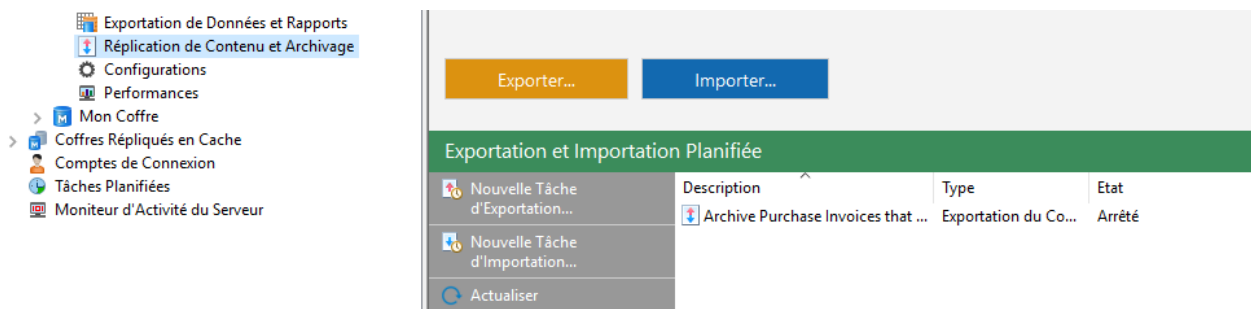 Exportation de Données et Rapports
Réplication de Contenu et Archivage
Configurations
Performances
Mon Coffre
Coffres Répliqués en Cache
Comptes de Connexion
Tâches Planifiées
Moniteur d'Activité du Serveur
Exporter...
Importer...
Exportation et Importation Planifiée
Nouvelle Tâche
d'Exportation...
Nouvelle Tâche
d'Importation...
Actualiser
Description Type Etat
Archive Purchase Invoices that ... Exportation du Co... Arrêté